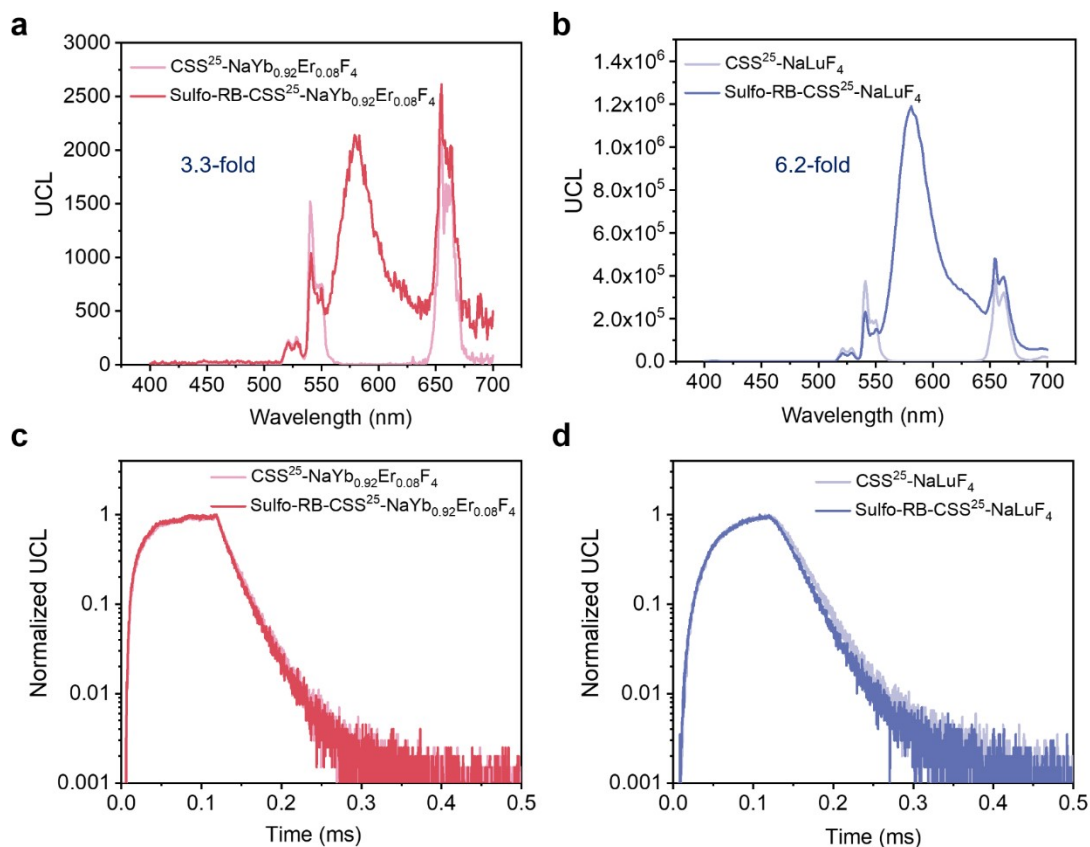 a
3000
2500
2000
1500
1000
500
0
UCL
CSS²⁵-NaYb₀.₉₂Er₀.₀₈F₄
Sulfo-RB-CSS²⁵-NaYb₀.₉₂Er₀.₀₈F₄
3.3-fold
400 450 500 550 600 650 700
Wavelength (nm)
b
1.4x10⁶
1.2x10⁶
1.0x10⁶
8.0x10⁵
6.0x10⁵
4.0x10⁵
2.0x10⁵
0.0
UCL
CSS²⁵-NaLuF₄
Sulfo-RB-CSS²⁵-NaLuF₄
6.2-fold
400 450 500 550 600 650 700
Wavelength (nm)
c
1
0.1
0.01
0.001
Normalized UCL
CSS²⁵-NaYb₀.₉₂Er₀.₀₈F₄
Sulfo-RB-CSS²⁵-NaYb₀.₉₂Er₀.₀₈F₄
0.0 0.1 0.2 0.3 0.4 0.5
Time (ms)
d
1
0.1
0.01
0.001
Normalized UCL
CSS²⁵-NaLuF₄
Sulfo-RB-CSS²⁵-NaLuF₄
0.0 0.1 0.2 0.3 0.4 0.5
Time (ms)